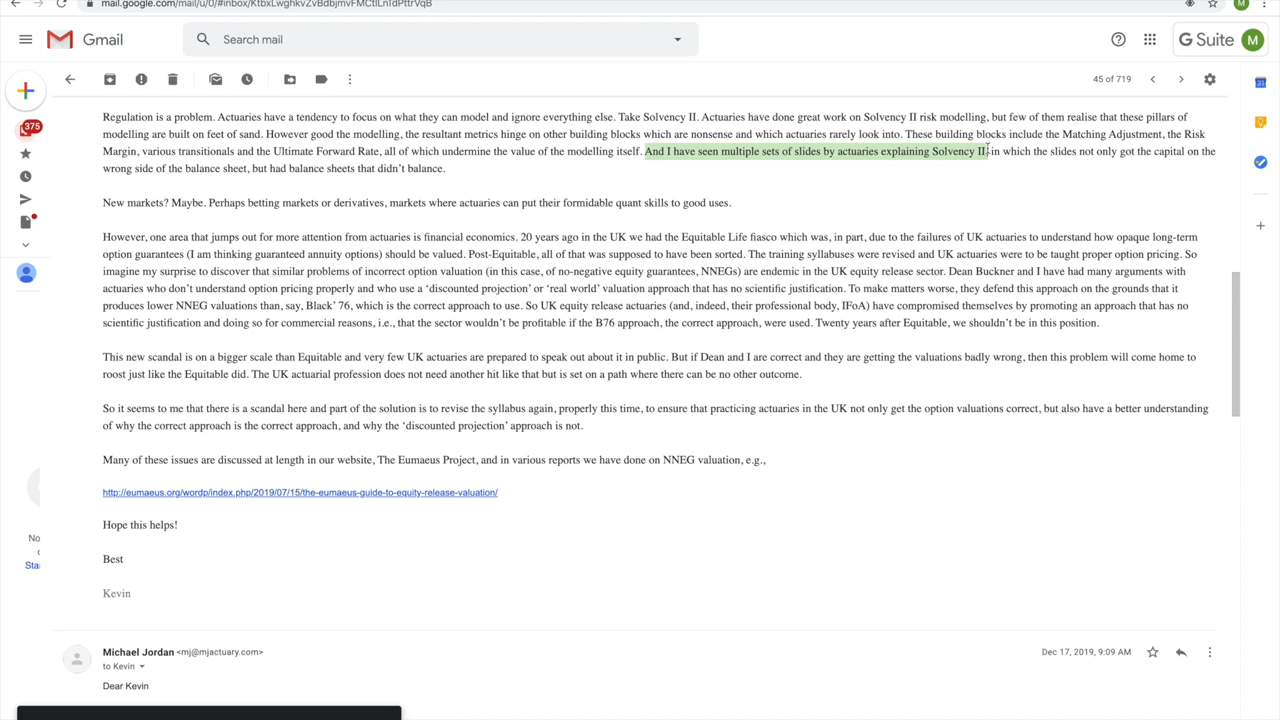 mail.google.com/mail/u/0/#inbox/KtbxLwghkvZvBdbjmvFMCtlLnTdPttrVqB
M
Gmail
Search mail
G Suite
M
45 of 719
375
Regulation is a problem. Actuaries have a tendency to focus on what they can model and ignore everything else. Take Solvency II. Actuaries have done great work on Solvency II risk modelling, but few of them realise that these pillars of
modelling are built on feet of sand. However good the modelling, the resultant metrics hinge on other building blocks which are nonsense and which actuaries rarely look into. These building blocks include the Matching Adjustment, the Risk
Margin, various transitionals and the Ultimate Forward Rate, all of which undermine the value of the modelling itself. And I have seen multiple sets of slides by actuaries explaining Solvency II in which the slides not only got the capital on the
wrong side of the balance sheet, but had balance sheets that didn't balance.
New markets? Maybe. Perhaps betting markets or derivatives, markets where actuaries can put their formidable quant skills to good uses.
However, one area that jumps out for more attention from actuaries is financial economics. 20 years ago in the UK we had the Equitable Life fiasco which was, in part, due to the failures of UK actuaries to understand how opaque long-term
option guarantees (I am thinking guaranteed annuity options) should be valued. Post-Equitable, all of that was supposed to have been sorted. The training syllabuses were revised and UK actuaries were to be taught proper option pricing. So
imagine my surprise to discover that similar problems of incorrect option valuation (in this case, of no-negative equity guarantees, NNEGs) are endemic in the UK equity release sector. Dean Buckner and I have had many arguments with
actuaries who don't understand option pricing properly and who use a 'discounted projection' or 'real world' valuation approach that has no scientific justification. To make matters worse, they defend this approach on the grounds that it
produces lower NNEG valuations than, say, Black' 76, which is the correct approach to use. So UK equity release actuaries (and, indeed, their professional body, IFoA) have compromised themselves by promoting an approach that has no
scientific justification and doing so for commercial reasons, i.e., that the sector wouldn't be profitable if the B76 approach, the correct approach, were used. Twenty years after Equitable, we shouldn't be in this position.
This new scandal is on a bigger scale than Equitable and very few UK actuaries are prepared to speak out about it in public. But if Dean and I are correct and they are getting the valuations badly wrong, then this problem will come home to
roost just like the Equitable did. The UK actuarial profession does not need another hit like that but is set on a path where there can be no other outcome.
So it seems to me that there is a scandal here and part of the solution is to revise the syllabus again, properly this time, to ensure that practicing actuaries in the UK not only get the option valuations correct, but also have a better understanding
of why the correct approach is the correct approach, and why the 'discounted projection' approach is not.
Many of these issues are discussed at length in our website, The Eumaeus Project, and in various reports we have done on NNEG valuation, e.g.,
http://eumaeus.org/wordp/index.php/2019/07/15/the-eumaeus-guide-to-equity-release-valuation/
Hope this helps!
No
Best
Star
Kevin
Michael Jordan <mj@mjactuary.com>
Dec 17, 2019, 9:09 AM
to Kevin
Dear Kevin